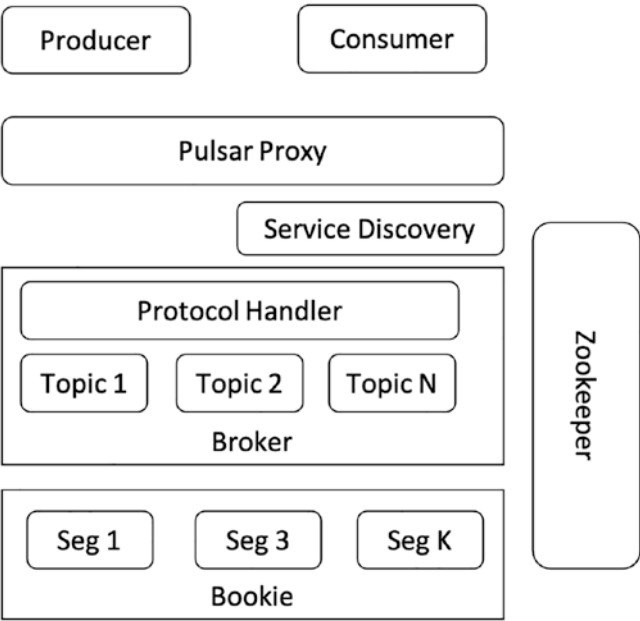 Producer
Consumer
Pulsar Proxy
Service Discovery
Protocol Handler
Topic 1
Topic 2
Topic N
Broker
Seg 1
Seg 3
Seg K
Bookie
Zookeeper